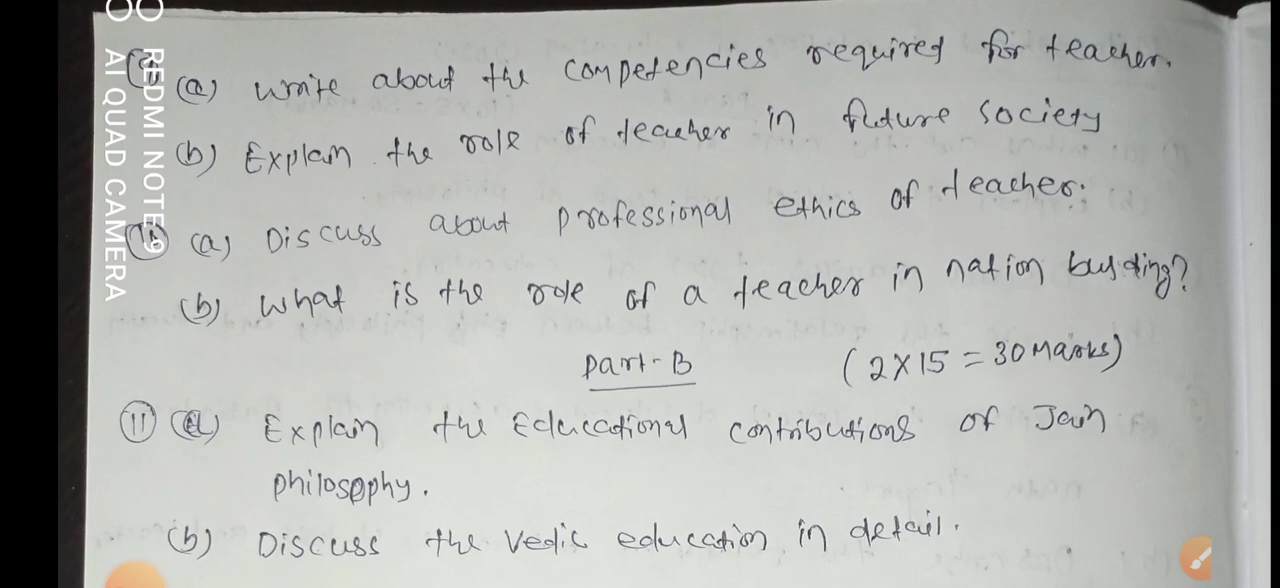 (a) write about the competencies required for teacher.
(b) Explain the role of teacher in future society
(a) Discuss about professional ethics of teacher.
(b) what is the role of a teacher in nation building?
part-B (2X15=30Marks)
11 (a) Explain the Educational contributions of Jain
philosophy.
(b) Discuss the Vedic education in detail.
REDMI NOTE 9
AI QUAD CAMERA